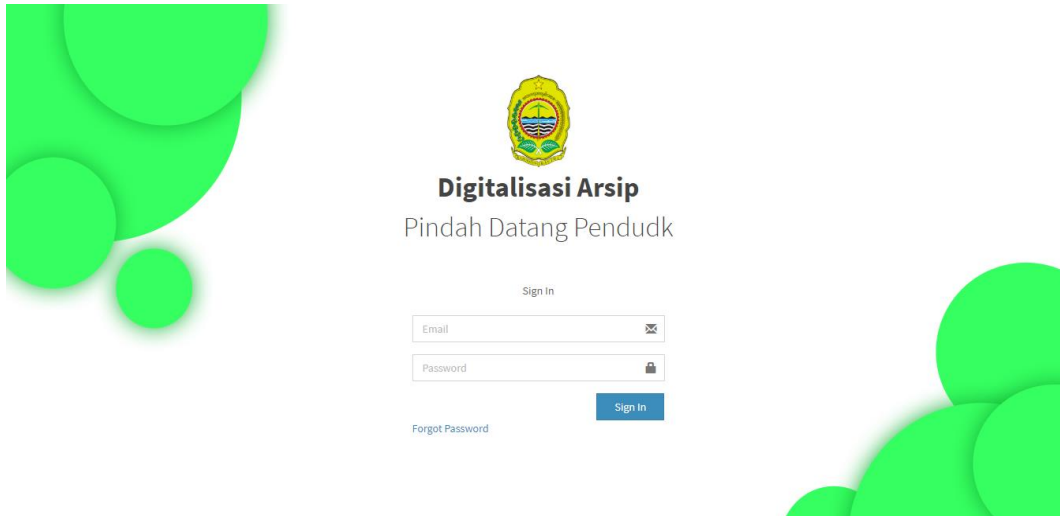 Digitalisasi Arsip
Pindah Datang Pendudk
Sign In
Email
Password
Sign In
Forgot Password